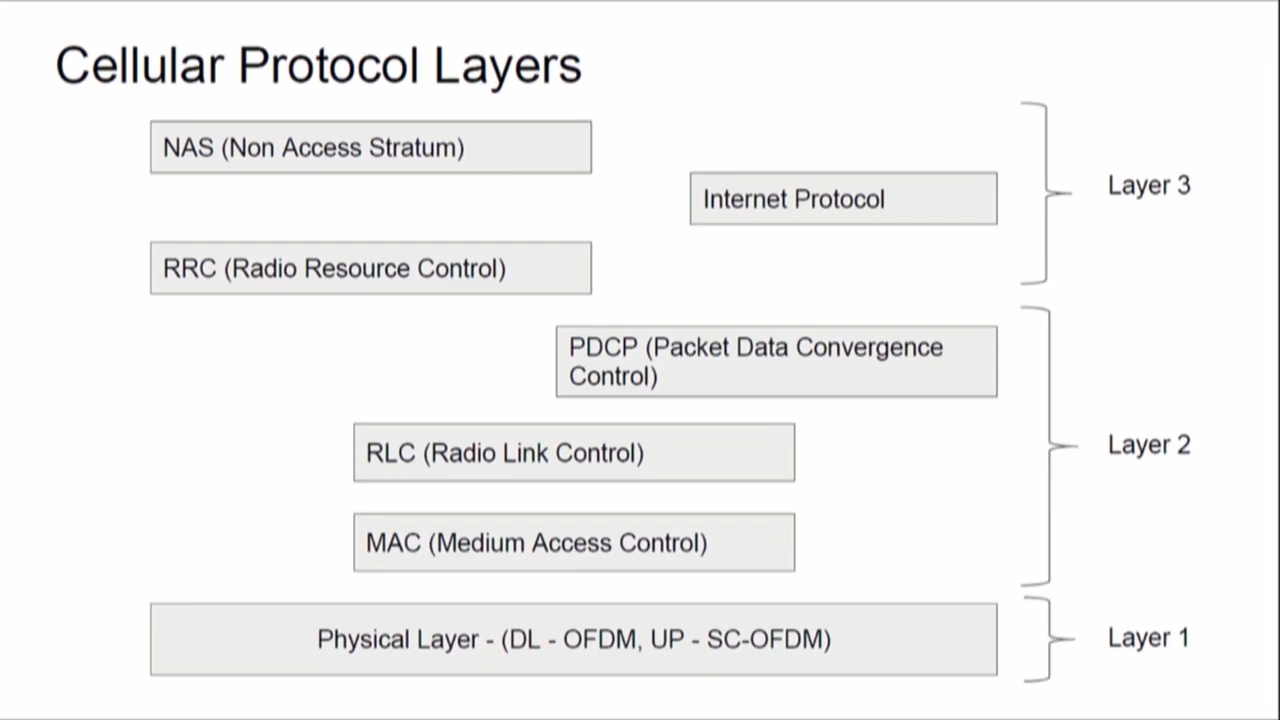 Cellular Protocol Layers
NAS (Non Access Stratum)
Internet Protocol
Layer 3
RRC (Radio Resource Control)
PDCP (Packet Data Convergence
Control)
RLC (Radio Link Control)
Layer 2
MAC (Medium Access Control)
Physical Layer - (DL - OFDM, UP - SC-OFDM)
Layer 1